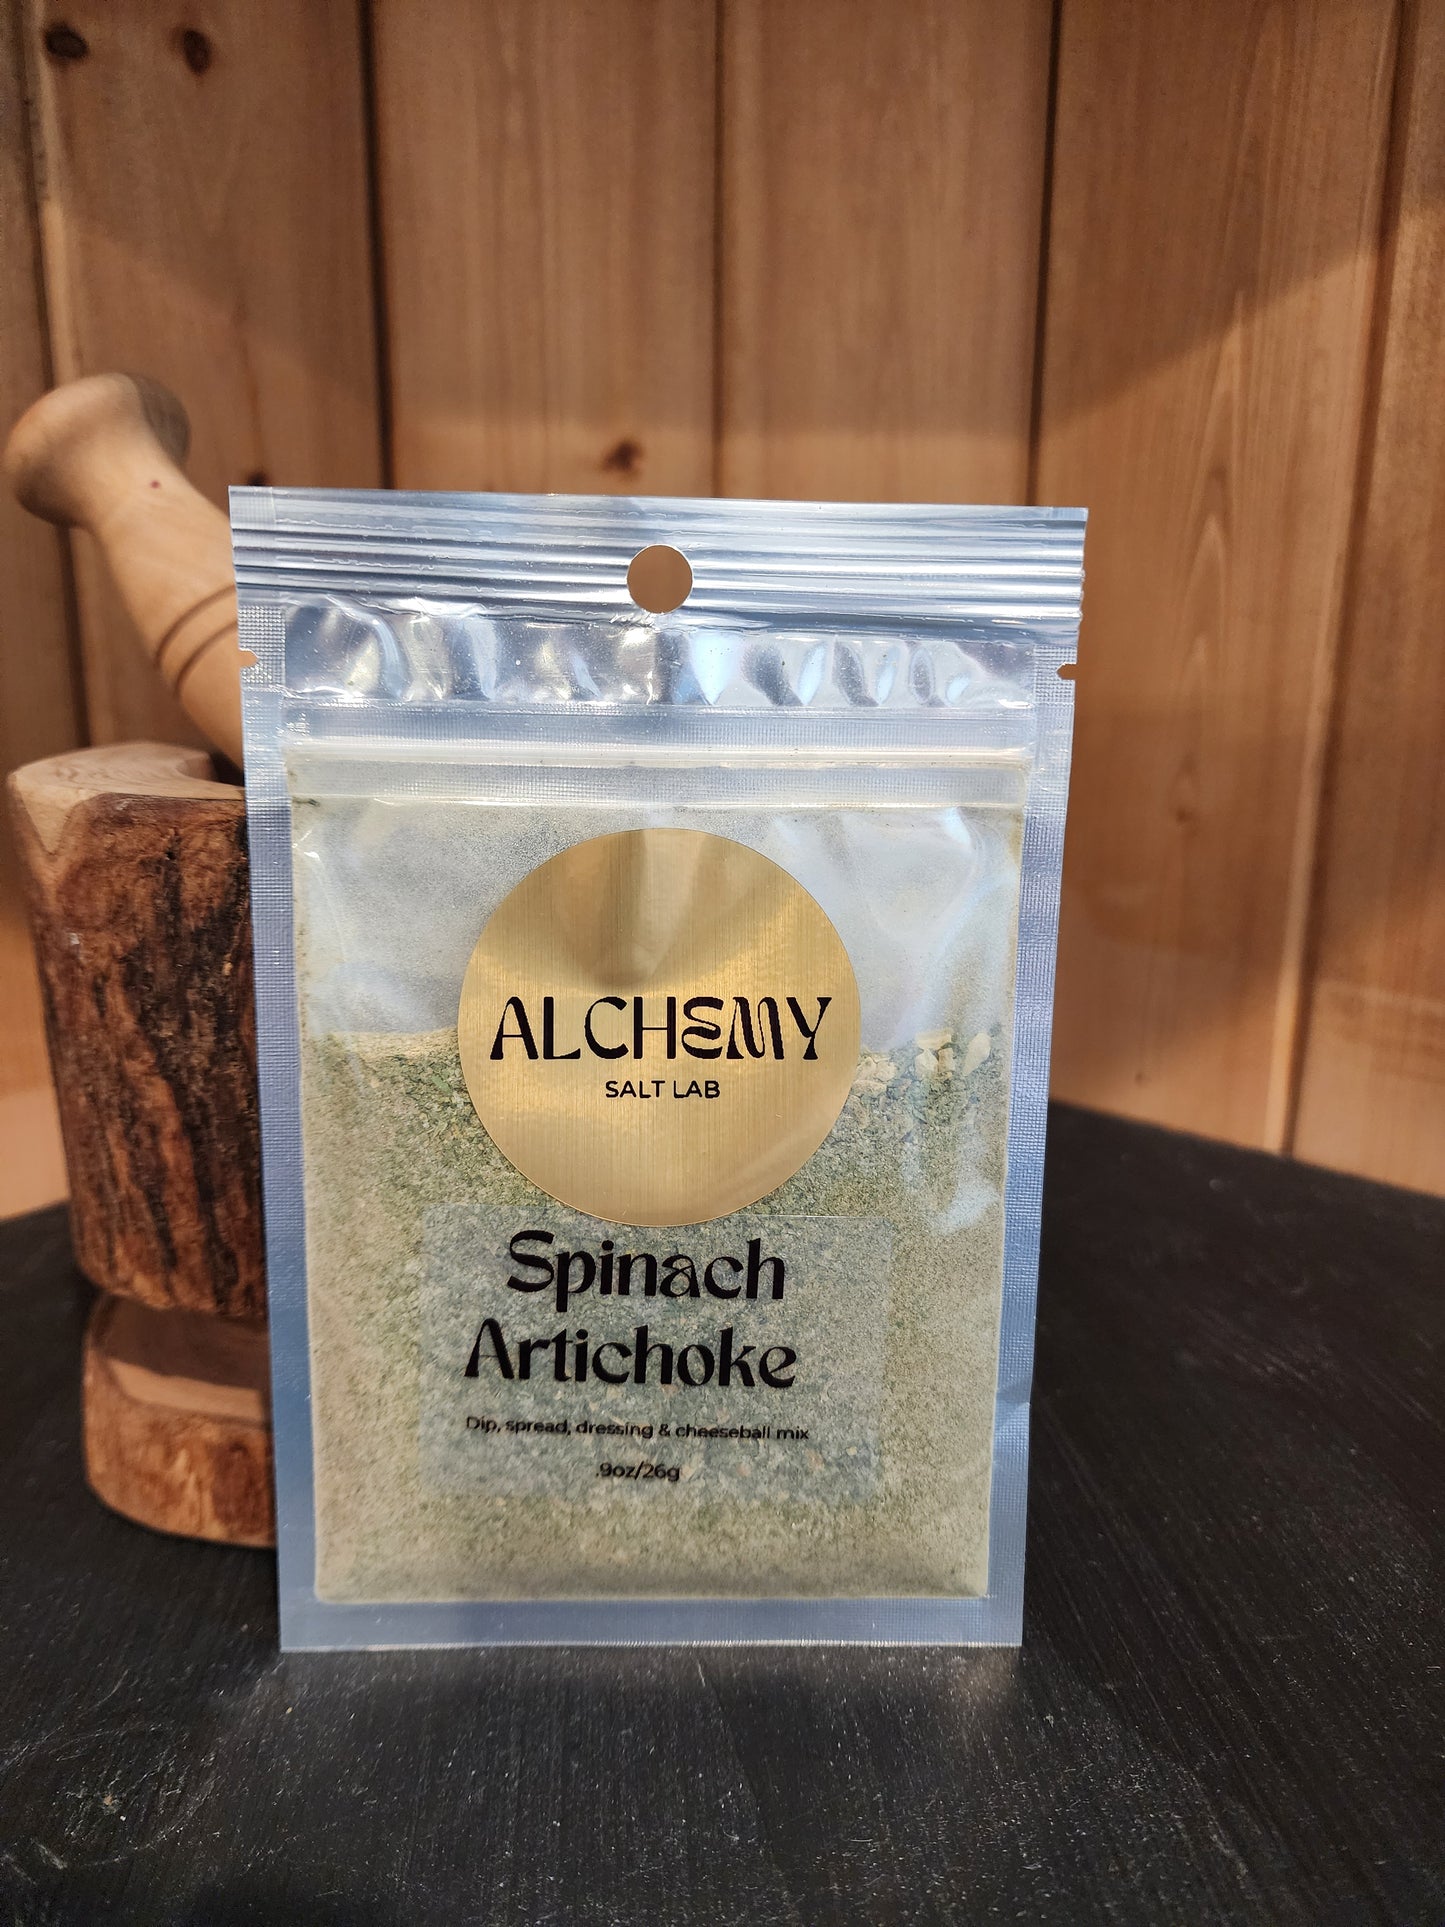 ALCHEMY
SALT LAB
Spinach
Artichoke
Dip, spread, dressing & cheeseball mix
.9oz/26g